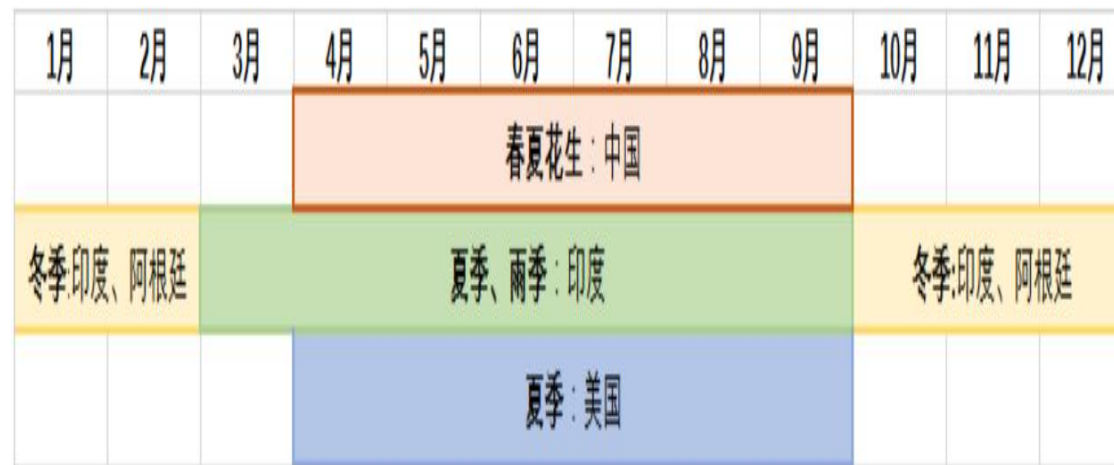 1月 2月 3月 4月 5月 6月 7月 8月 9月 10月 11月 12月
春夏花生：中国
冬季:印度、阿根廷 夏季、雨季：印度 冬季:印度、阿根廷
夏季：美国